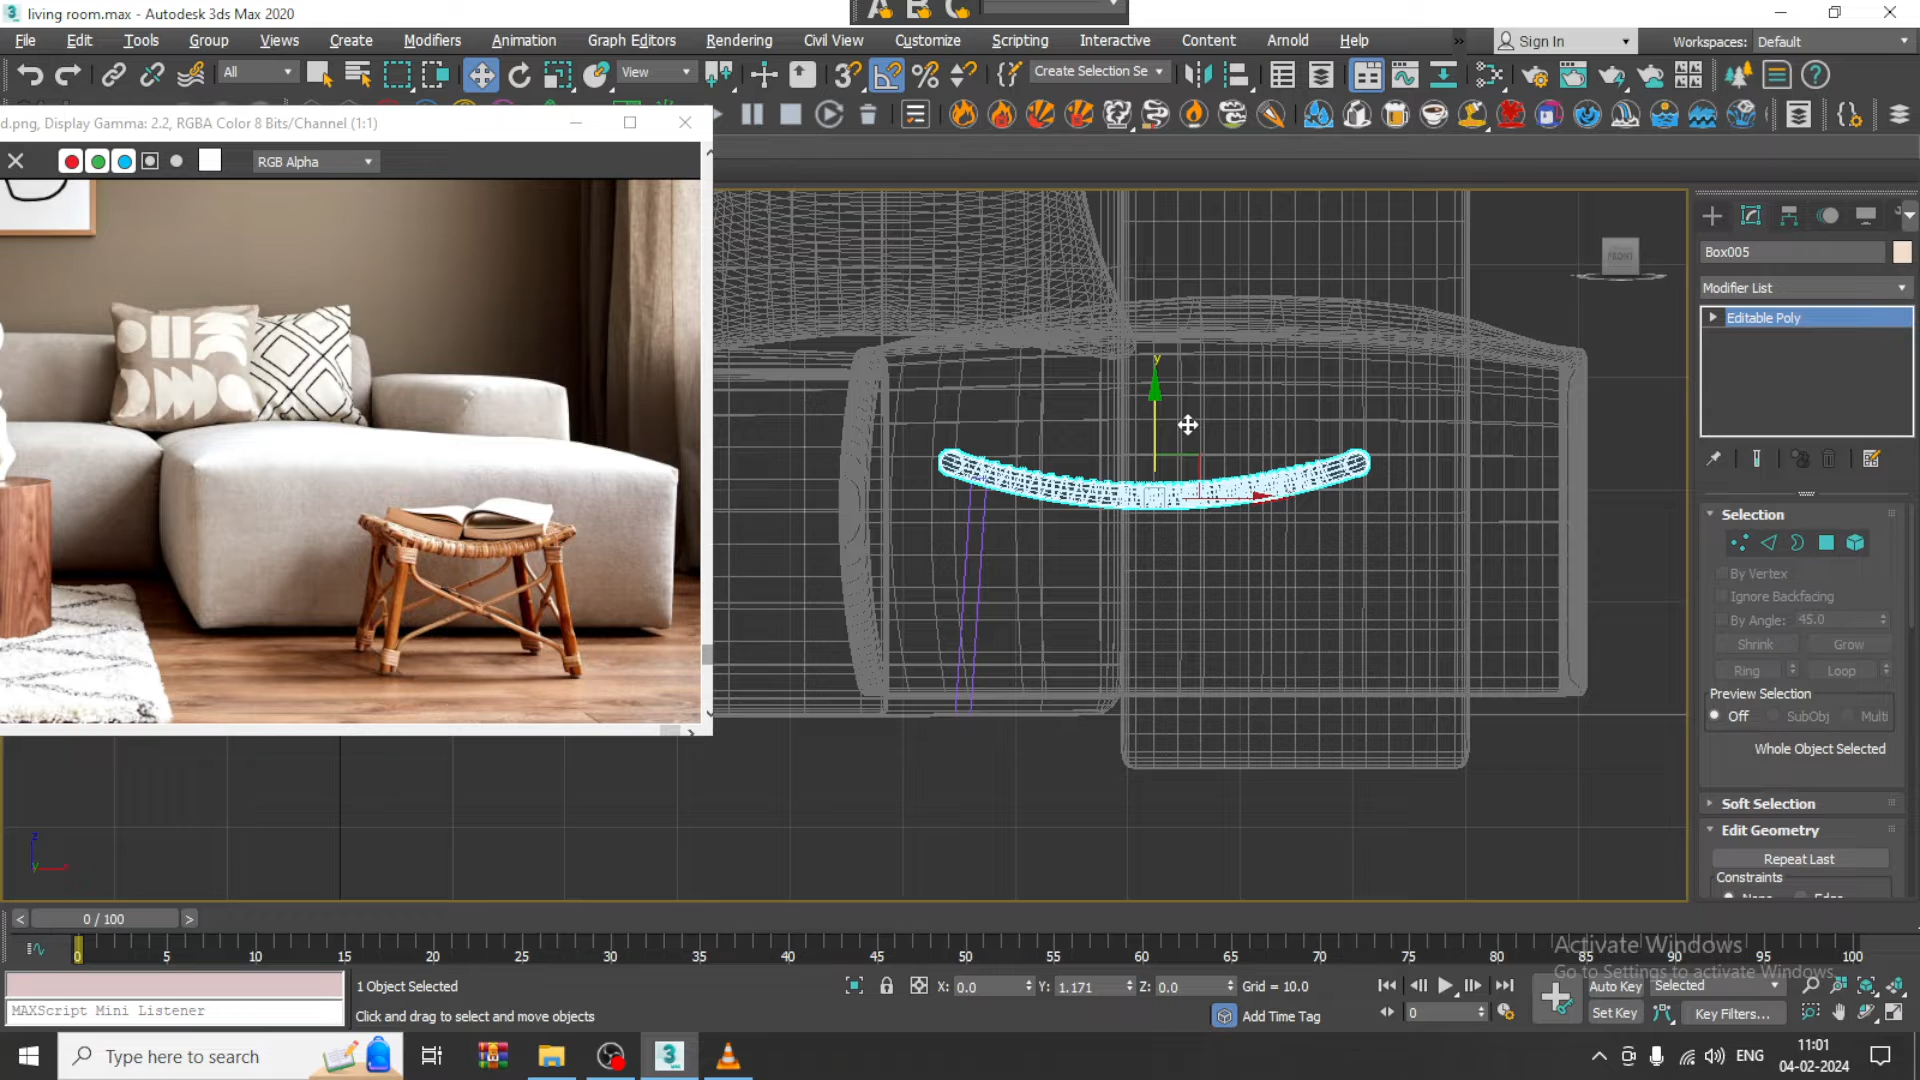 living room.max - Autodesk 3ds Max 2020
File Edit Tools Group Views Create Modifiers Animation Graph Editors Rendering Civil View Customize Scripting Interactive Content Arnold Help
Sign In
Workspaces: Default
All
View
Create Selection Se
d.png, Display Gamma: 2.2, RGBA Color 8 Bits/Channel (1:1)
RGB Alpha
FRONT
y
Box005
Modifier List
Editable Poly
Selection
By Vertex
Ignore Backfacing
By Angle: 45.0
Shrink Grow
Ring Loop
Preview Selection
Off SubObj Multi
Whole Object Selected
Soft Selection
Edit Geometry
Repeat Last
Constraints
None Edge
z
y
< 0 / 100 >
0 5 10 15 20 25 30 35 40 45 50 55 60 65 70 75 80 85 90 95 100
Activate Windows
Go to Settings to activate Windows.
1 Object Selected
X: 0.0 Y: 1.171 Z: 0.0 Grid = 10.0
Auto Key Selected
MAXScript Mini Listener
Click and drag to select and move objects
Add Time Tag
0
Set Key Key Filters...
Type here to search
ENG
11:01
04-02-2024